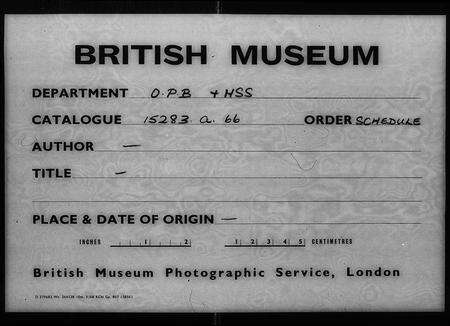 BRITISH MUSEUM
DEPARTMENT O.P.B + HSS
CATALOGUE 15283. a. 66 ORDER SCHEDULE
AUTHOR —
TITLE —
PLACE & DATE OF ORIGIN —
INCHES 1 2 1 2 3 4 5 CENTIMETRES
British Museum Photographic Service, London